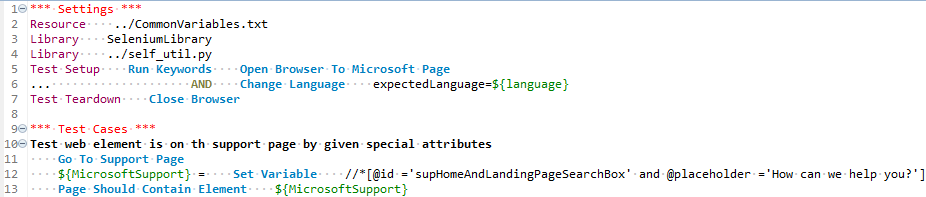 1 *** Settings ***
2 Resource    ../CommonVariables.txt
3 Library    SeleniumLibrary
4 Library    ../self_util.py
5 Test Setup    Run Keywords    Open Browser To Microsoft Page
6 ...                   AND    Change Language    expectedLanguage=${language}
7 Test Teardown    Close Browser
8
9 *** Test Cases ***
10 Test web element is on th support page by given special attributes
11     Go To Support Page
12     ${MicrosoftSupport} =    Set Variable    //*[@id ='supHomeAndLandingPageSearchBox' and @placeholder ='How can we help you?']
13     Page Should Contain Element    ${MicrosoftSupport}